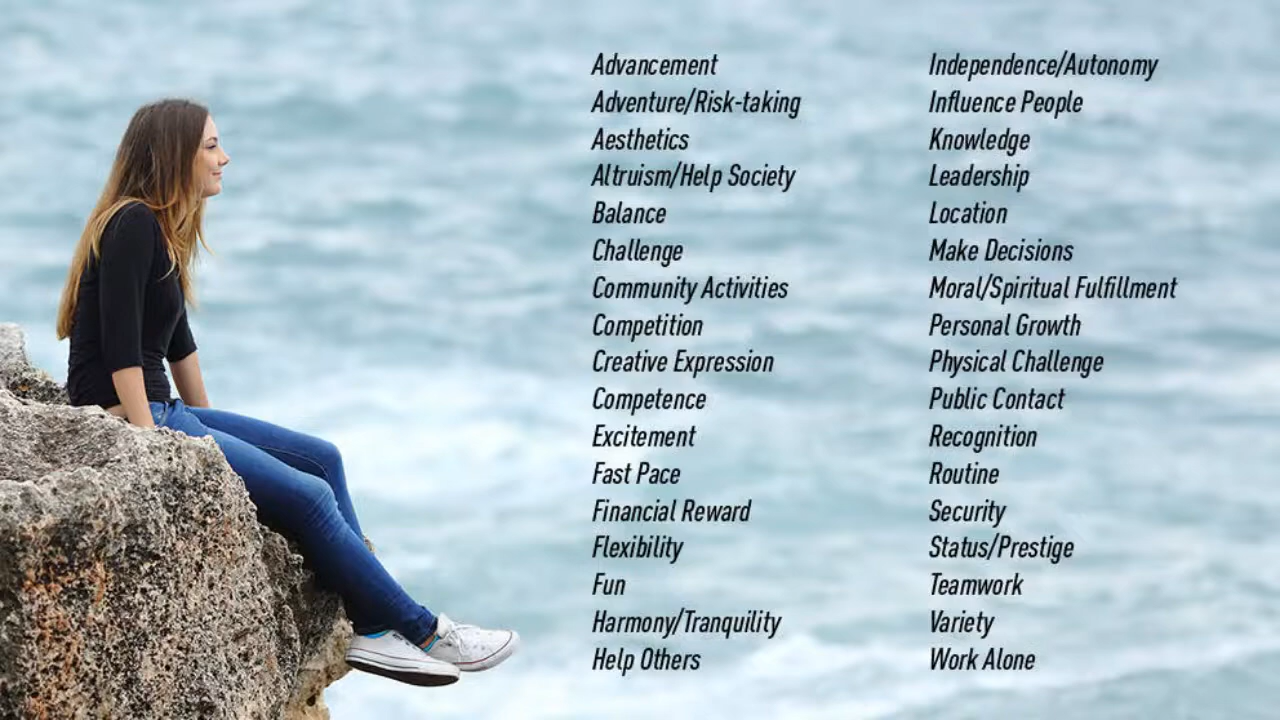 Advancement
Adventure/Risk-taking
Aesthetics
Altruism/Help Society
Balance
Challenge
Community Activities
Competition
Creative Expression
Competence
Excitement
Fast Pace
Financial Reward
Flexibility
Fun
Harmony/Tranquility
Help Others
Independence/Autonomy
Influence People
Knowledge
Leadership
Location
Make Decisions
Moral/Spiritual Fulfillment
Personal Growth
Physical Challenge
Public Contact
Recognition
Routine
Security
Status/Prestige
Teamwork
Variety
Work Alone